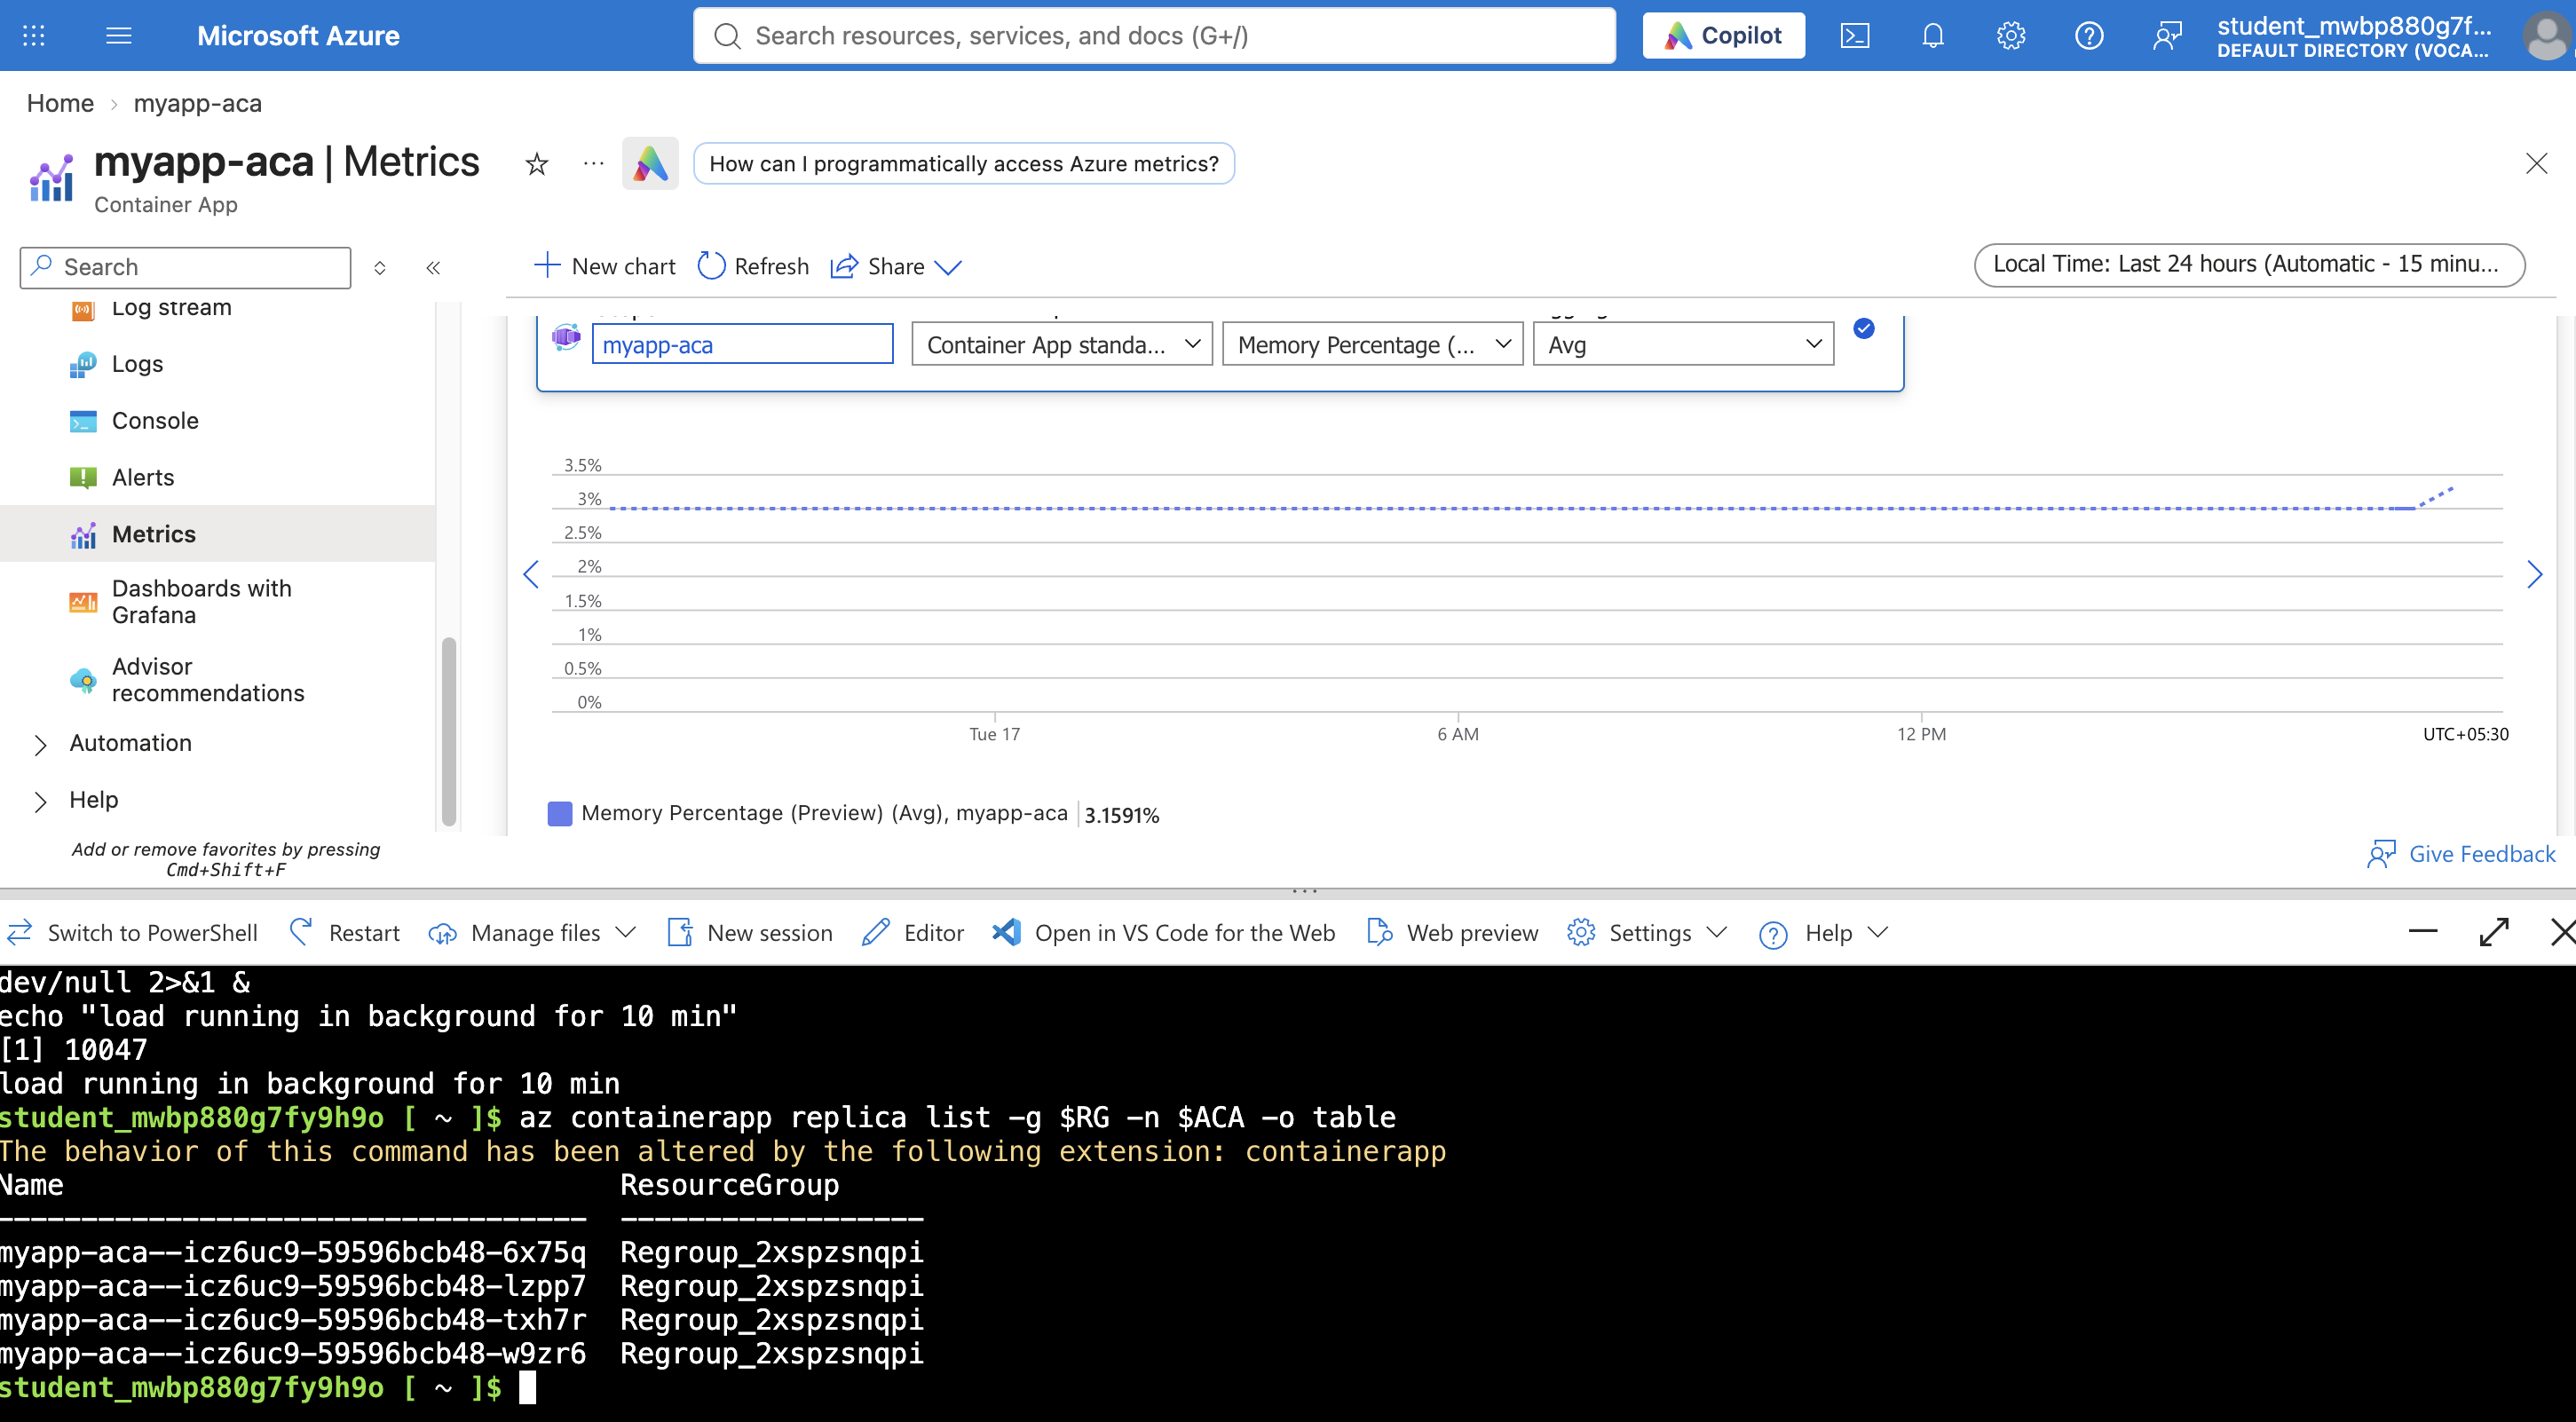 Microsoft Azure
Search resources, services, and docs (G+/)
Copilot
student_mwbp880g7f...
DEFAULT DIRECTORY (VOCA...
Home > myapp-aca
myapp-aca | Metrics
How can I programmatically access Azure metrics?
Container App
Search
New chart
Refresh
Share
Local Time: Last 24 hours (Automatic - 15 minu...
Log stream
Logs
Console
Alerts
Metrics
Dashboards with
Grafana
Advisor
recommendations
Automation
Help
Add or remove favorites by pressing
Cmd+Shift+F
myapp-aca
Container App standa...
Memory Percentage (...
Avg
3.5%
3%
2.5%
2%
1.5%
1%
0.5%
0%
Tue 17
6 AM
12 PM
UTC+05:30
Memory Percentage (Preview) (Avg), myapp-aca
3.1591%
Give Feedback
Switch to PowerShell
Restart
Manage files
New session
Editor
Open in VS Code for the Web
Web preview
Settings
Help
dev/null 2>&1 &
echo "load running in background for 10 min"
[1] 10047
load running in background for 10 min
student_mwbp880g7fy9h9o [ ~ ]$ az containerapp replica list -g $RG -n $ACA -o table
The behavior of this command has been altered by the following extension: containerapp
Name ResourceGroup
----------------------------------- ------------------
myapp-aca--icz6uc9-59596bcb48-6x75q Regroup_2xspzsnqpi
myapp-aca--icz6uc9-59596bcb48-lzpp7 Regroup_2xspzsnqpi
myapp-aca--icz6uc9-59596bcb48-txh7r Regroup_2xspzsnqpi
myapp-aca--icz6uc9-59596bcb48-w9zr6 Regroup_2xspzsnqpi
student_mwbp880g7fy9h9o [ ~ ]$